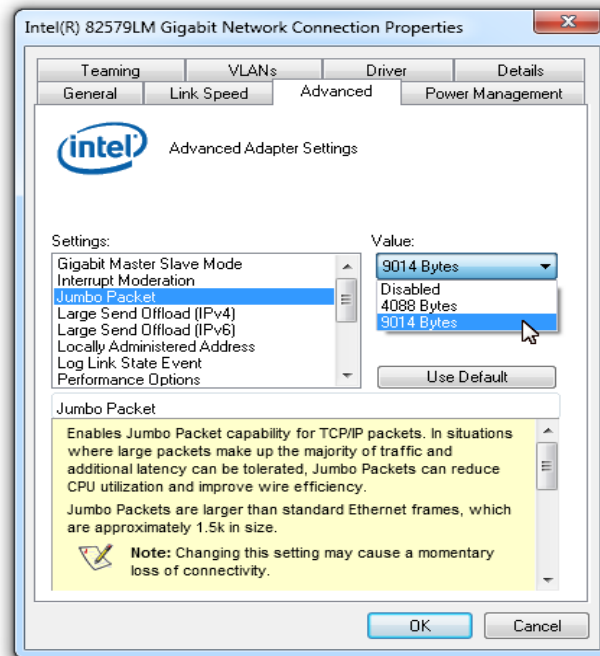 Intel(R) 82579LM Gigabit Network Connection Properties
Teaming
VLANs
Driver
Details
General
Link Speed
Advanced
Power Management
intel
Advanced Adapter Settings
Settings:
Value:
Gigabit Master Slave Mode
Interrupt Moderation
Jumbo Packet
Large Send Offload (IPv4)
Large Send Offload (IPv6)
Locally Administered Address
Log Link State Event
Performance Options
9014 Bytes
Disabled
4088 Bytes
9014 Bytes
Use Default
Jumbo Packet
Enables Jumbo Packet capability for TCP/IP packets. In situations
where large packets make up the majority of traffic and
additional latency can be tolerated, Jumbo Packets can reduce
CPU utilization and improve wire efficiency.
Jumbo Packets are larger than standard Ethernet frames, which
are approximately 1.5k in size.
Note: Changing this setting may cause a momentary
loss of connectivity.
OK
Cancel